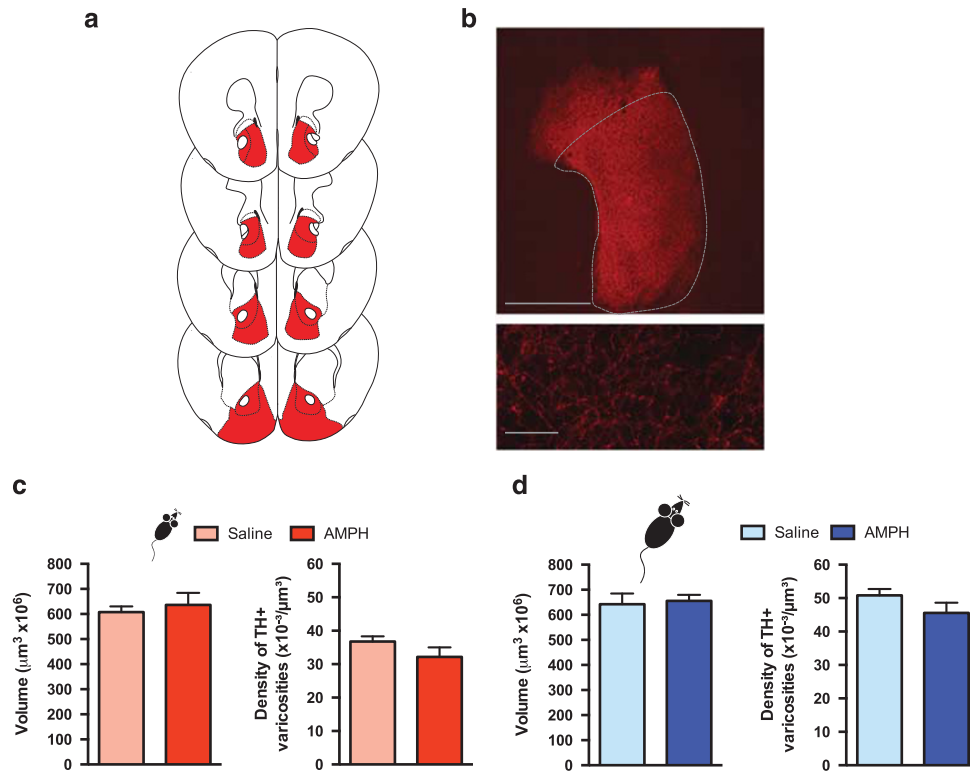 a
b
c
Saline
AMPH
Volume (µm³ x10⁶)
800
700
600
500
400
300
200
100
0
Density of TH+
varicosities (x10⁻³/µm³)
60
50
40
30
20
10
0
d
Saline
AMPH
Volume (µm³ x10⁶)
800
700
600
500
400
300
200
100
0
Density of TH+
varicosities (x10⁻³/µm³)
60
50
40
30
20
10
0